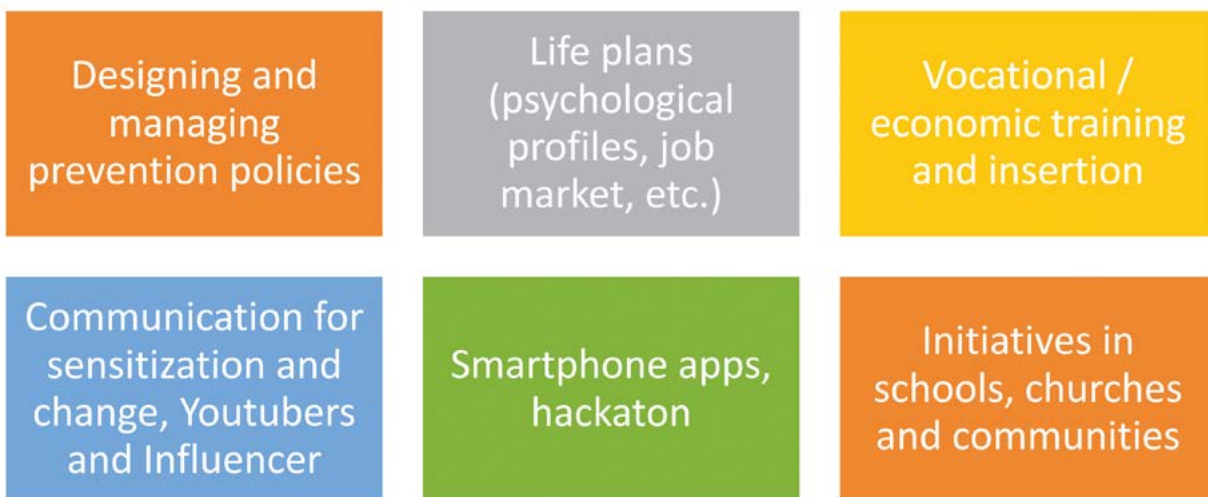 Designing and
managing
prevention policies
Life plans
(psychological
profiles, job
market, etc.)
Vocational /
economic training
and insertion
Communication for
sensitization and
change, Youtubers
and Influencer
Smartphone apps,
hackaton
Initiatives in
schools, churches
and communities